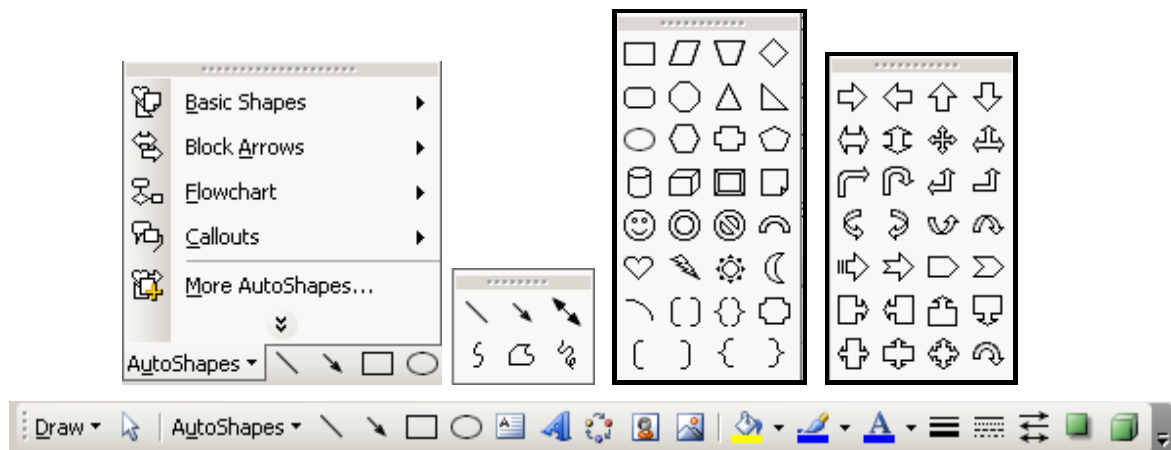 Basic Shapes
Block Arrows
Flowchart
Callouts
More AutoShapes...
AutoShapes
Draw
AutoShapes